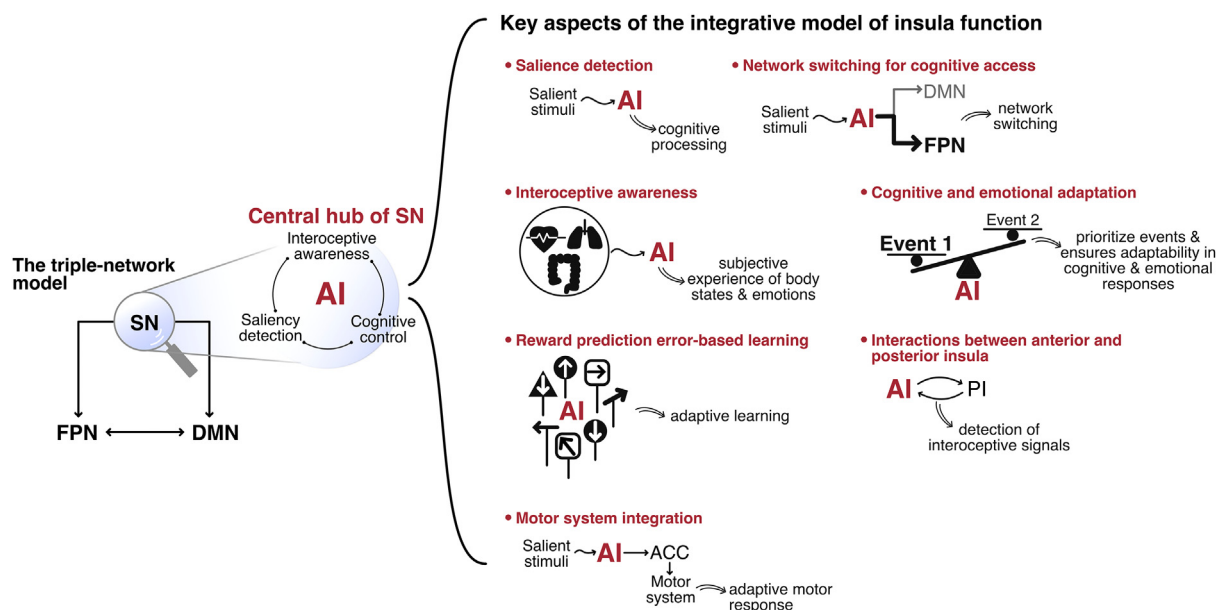 Key aspects of the integrative model of insula function
The triple-network
model
SN
FPN
DMN
Central hub of SN
Interoceptive
awareness
AI
Saliency
detection
Cognitive
control
• Salience detection
Salient
stimuli
AI
cognitive
processing
• Network switching for cognitive access
Salient
stimuli
AI
DMN
FPN
network
switching
• Interoceptive awareness
AI
subjective
experience of body
states & emotions
• Cognitive and emotional adaptation
Event 1
Event 2
AI
prioritize events &
ensures adaptability in
cognitive & emotional
responses
• Reward prediction error-based learning
AI
adaptive learning
• Interactions between anterior and
posterior insula
AI
PI
detection of
interoceptive signals
• Motor system integration
Salient
stimuli
AI
ACC
Motor
system
adaptive motor
response